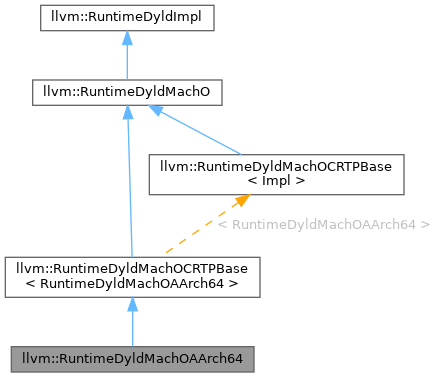 llvm::RuntimeDyldImpl
llvm::RuntimeDyldMachO
llvm::RuntimeDyldMachOCRTPBase
< Impl >
< RuntimeDyldMachOAArch64 >
llvm::RuntimeDyldMachOCRTPBase
< RuntimeDyldMachOAArch64 >
llvm::RuntimeDyldMachOAArch64